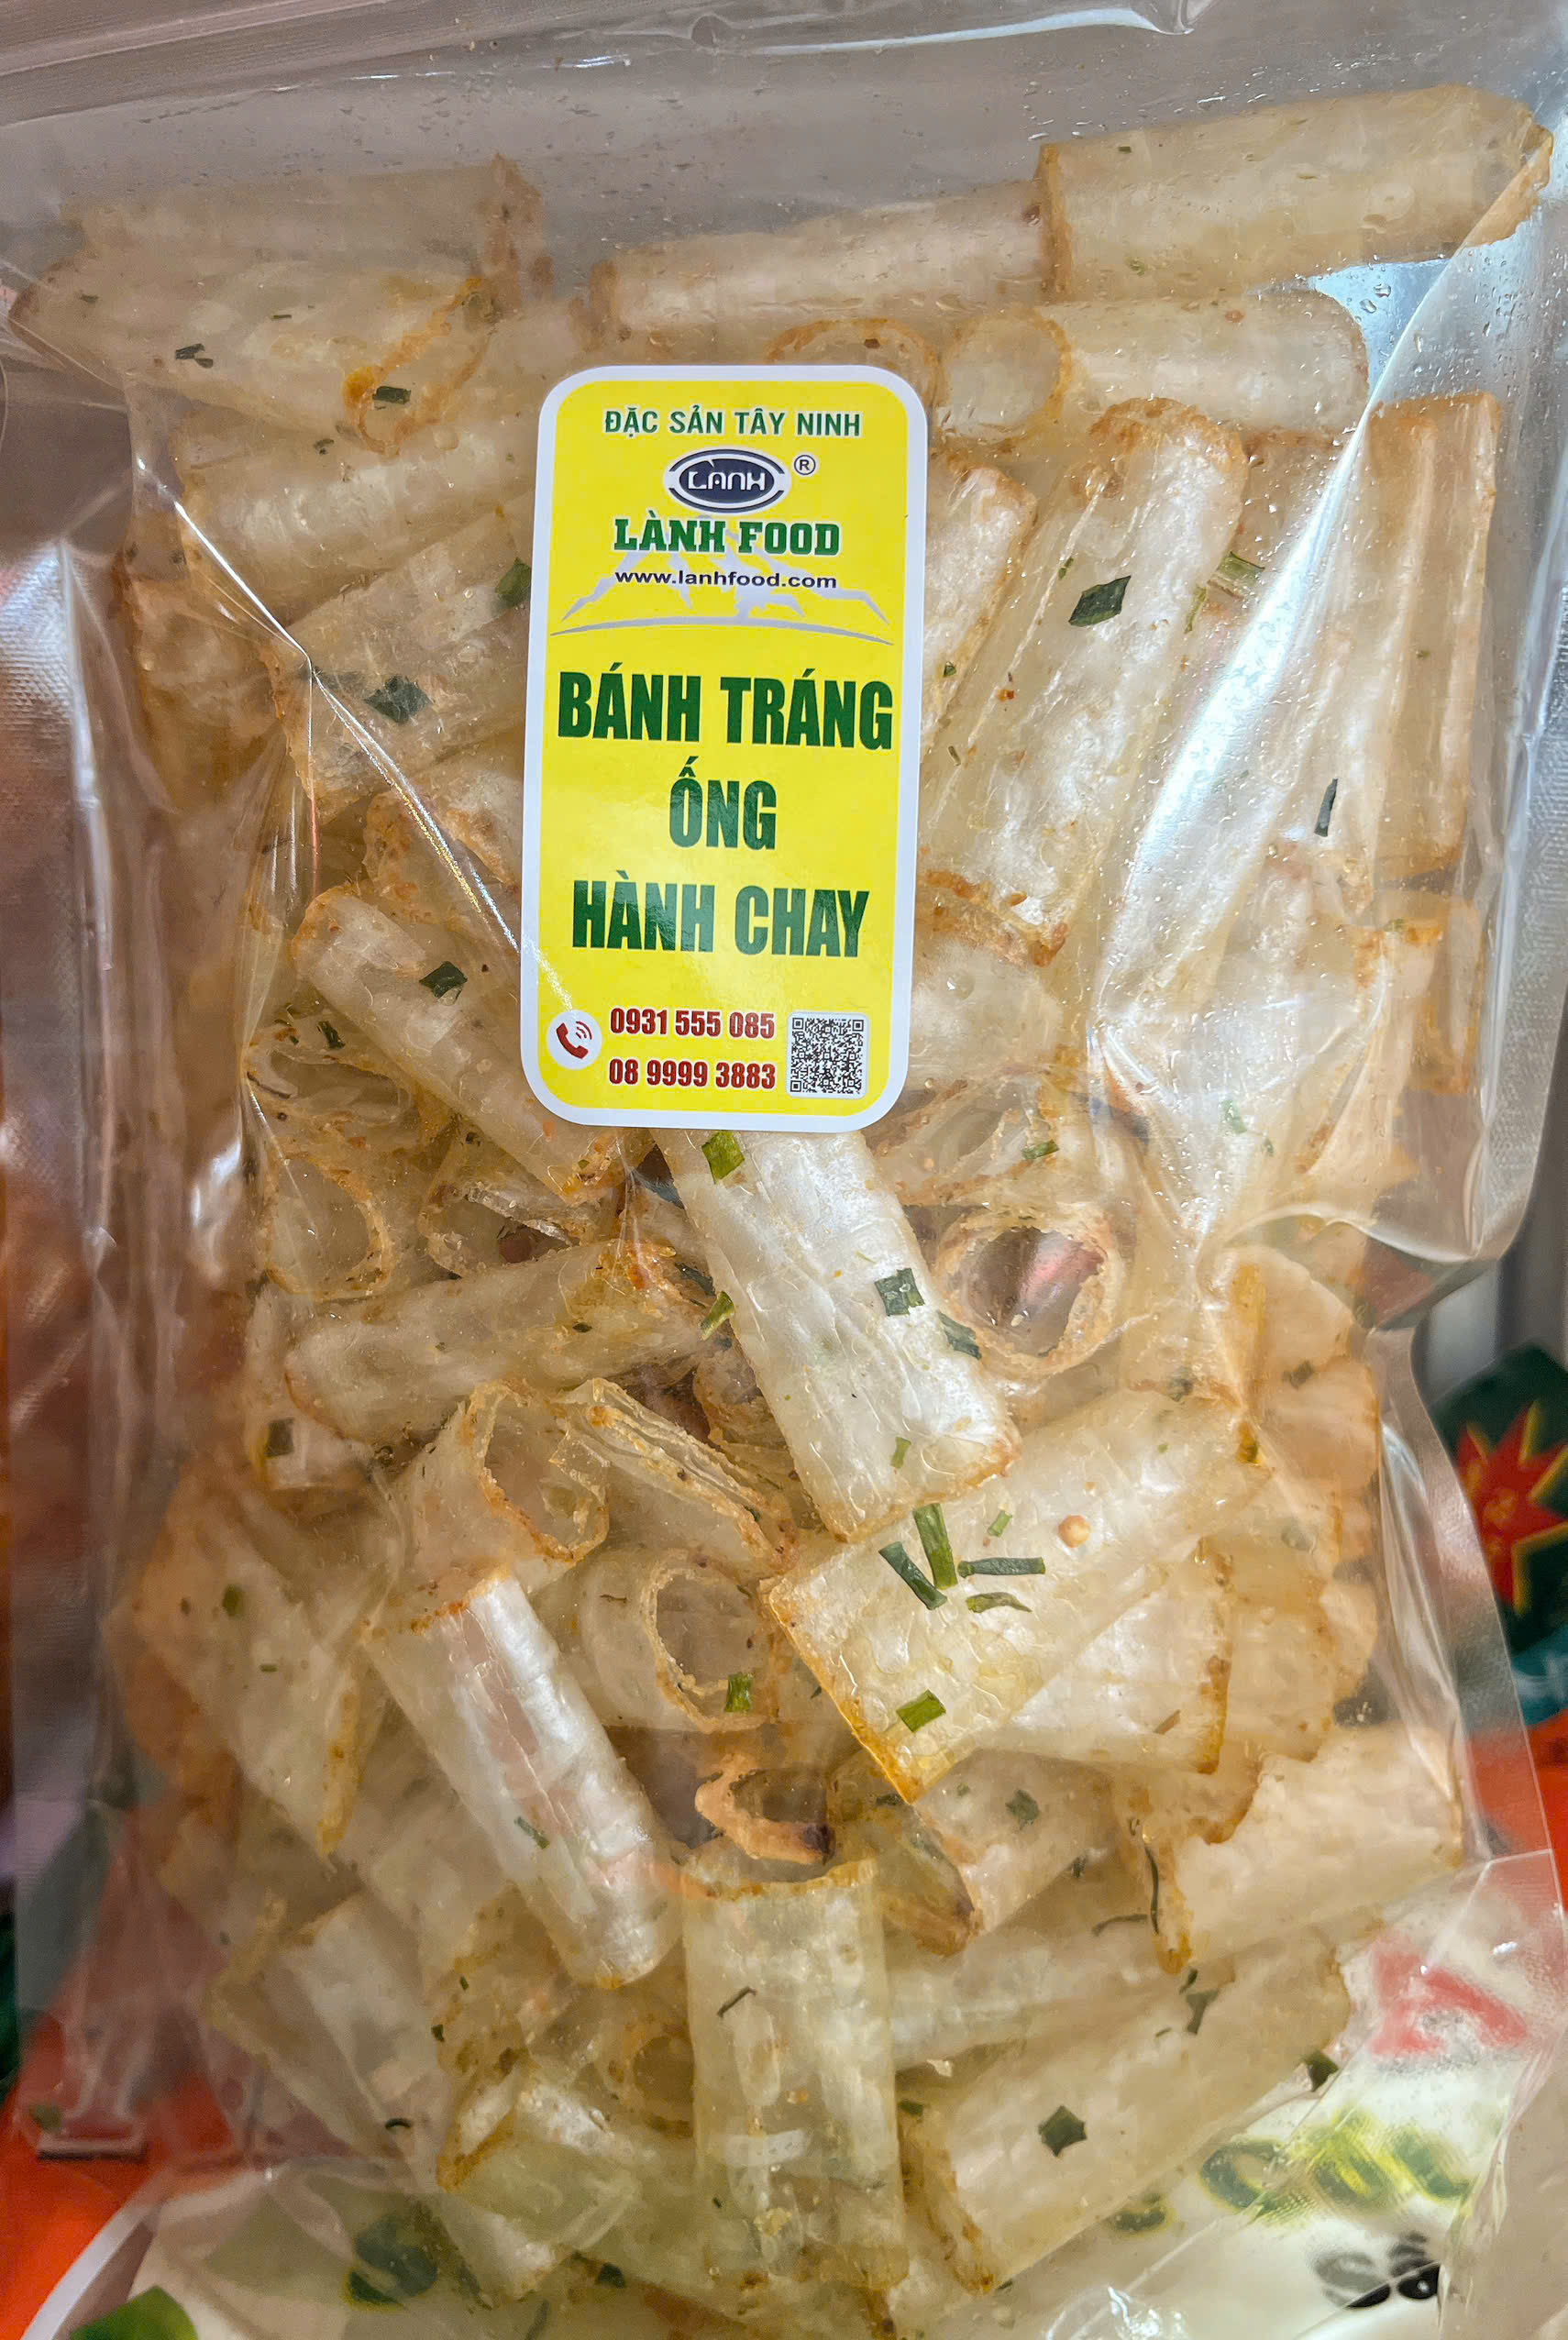 ĐẶC SẢN TÂY NINH
LÀNH ®
LÀNH FOOD
www.lanhfood.com
BÁNH TRÁNG
ỐNG
HÀNH CHAY
0931 555 085
08 9999 3883